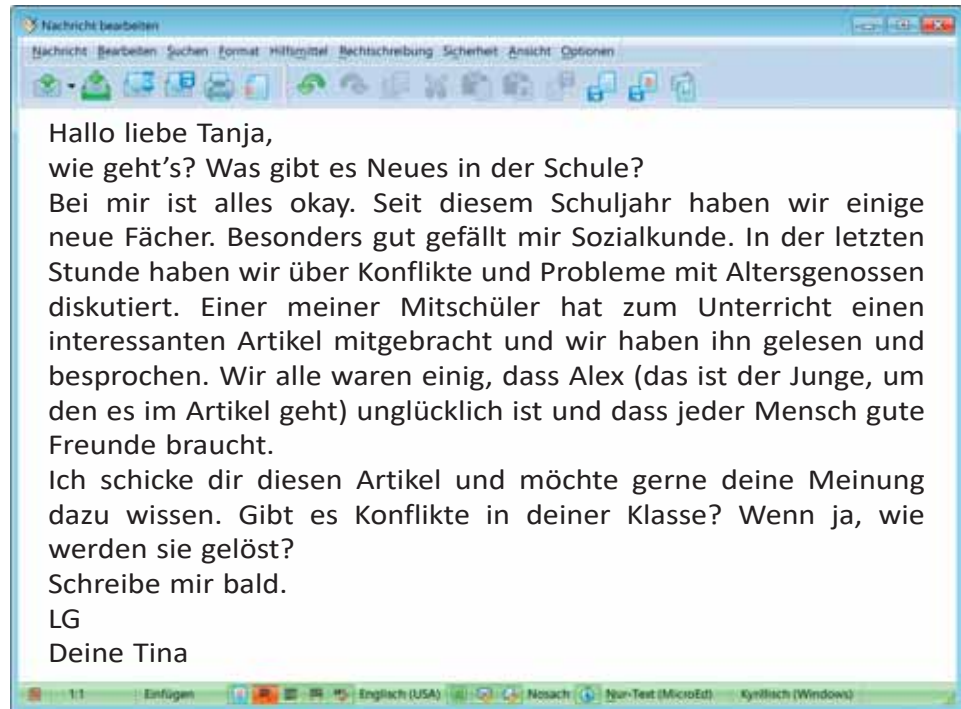 Nachricht bearbeiten
Nachricht Bearbeiten Suchen Format Hilfsmittel Rechtschreibung Sicherheit Ansicht Optionen
Hallo liebe Tanja,
wie geht's? Was gibt es Neues in der Schule?
Bei mir ist alles okay. Seit diesem Schuljahr haben wir einige
neue Fächer. Besonders gut gefällt mir Sozialkunde. In der letzten
Stunde haben wir über Konflikte und Probleme mit Altersgenossen
diskutiert. Einer meiner Mitschüler hat zum Unterricht einen
interessanten Artikel mitgebracht und wir haben ihn gelesen und
besprochen. Wir alle waren einig, dass Alex (das ist der Junge, um
den es im Artikel geht) unglücklich ist und dass jeder Mensch gute
Freunde braucht.
Ich schicke dir diesen Artikel und möchte gerne deine Meinung
dazu wissen. Gibt es Konflikte in deiner Klasse? Wenn ja, wie
werden sie gelöst?
Schreibe mir bald.
LG
Deine Tina
1:1 Einfügen Englisch (USA) Nosach Nur-Text (MicroEd) Kyrillisch (Windows)